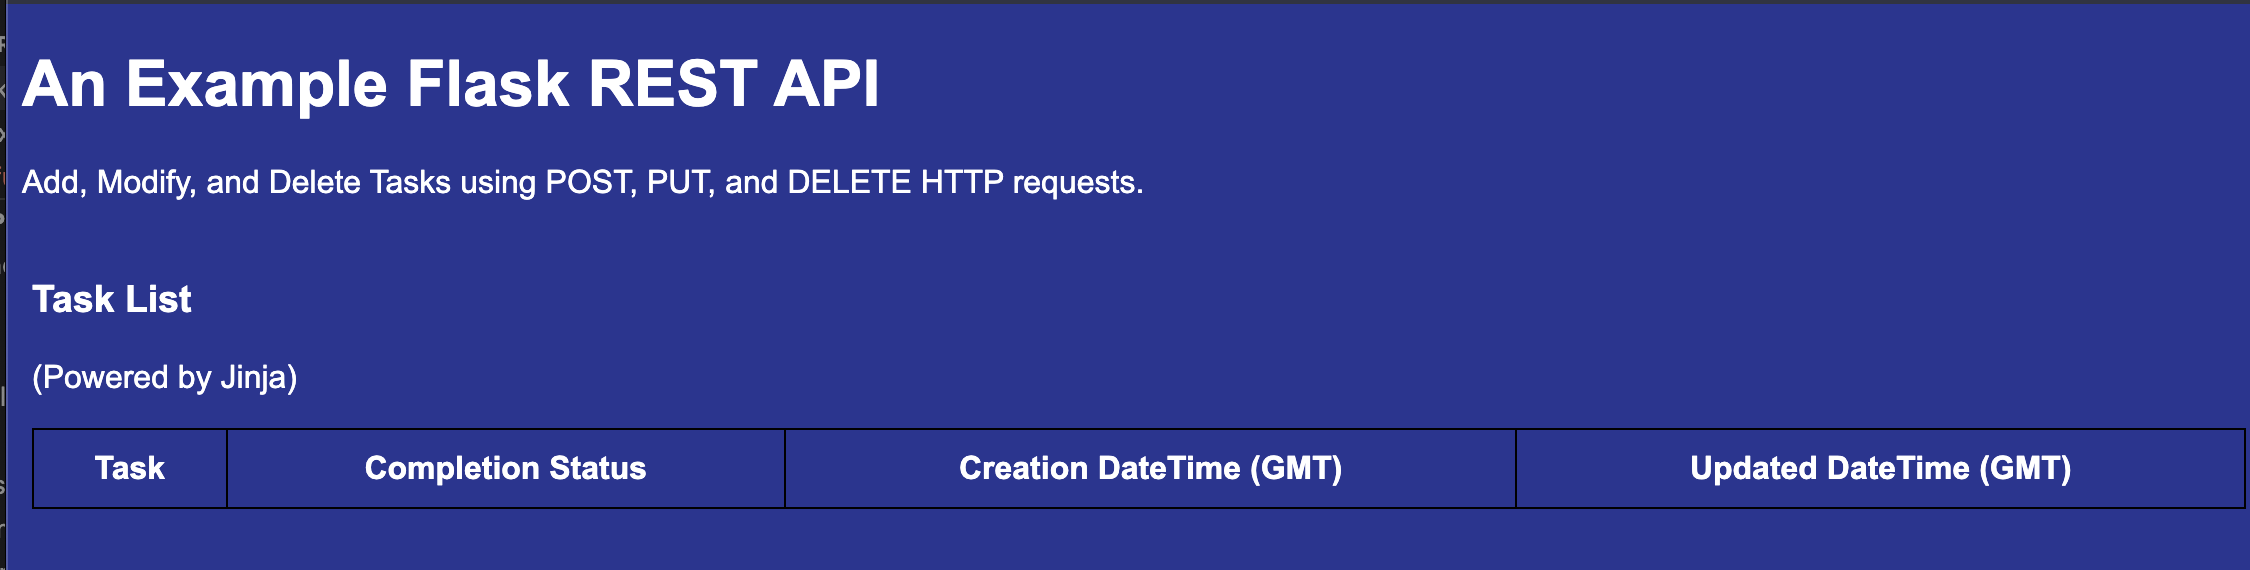 An Example Flask REST API
Add, Modify, and Delete Tasks using POST, PUT, and DELETE HTTP requests.
Task List
(Powered by Jinja)
Task Completion Status Creation DateTime (GMT) Updated DateTime (GMT)